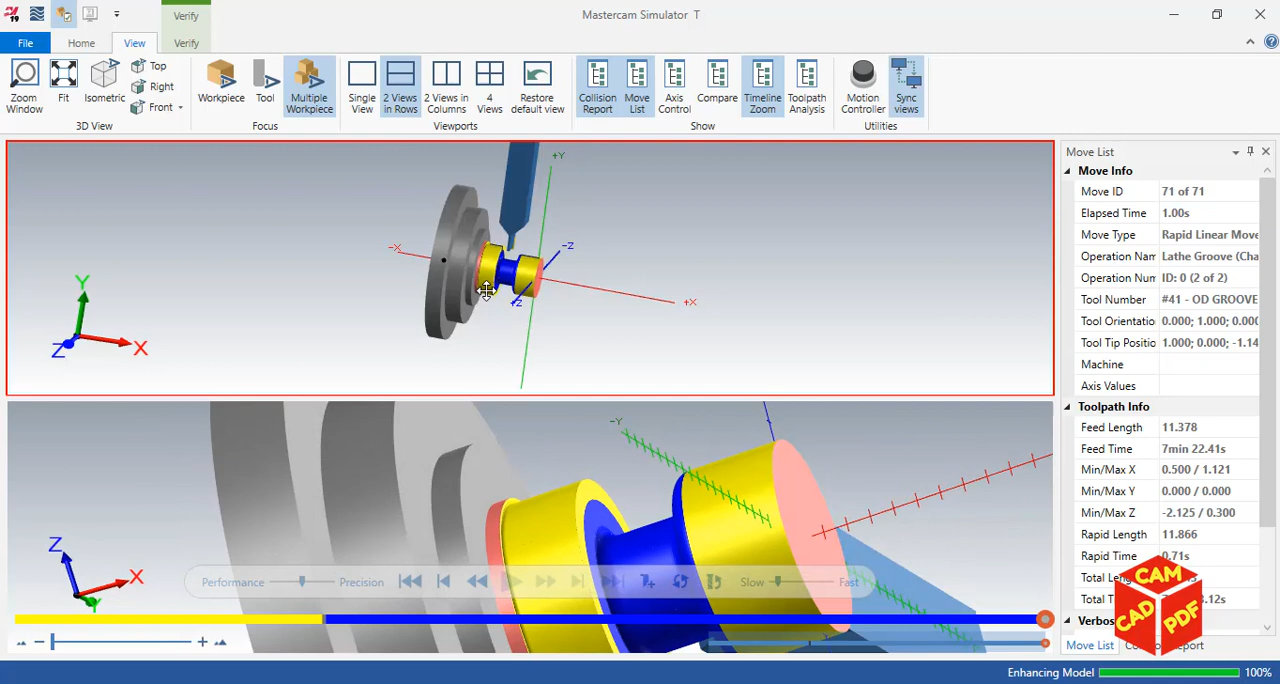 19
Verify
Mastercam Simulator  T
File
Home
View
Verify
Zoom Window
Fit
Isometric
Top
Right
Front
3D View
Workpiece
Tool
Multiple Workpiece
Focus
Single View
2 Views in Rows
2 Views in Columns
4 Views
Restore default view
Viewports
Collision Report
Move List
Axis Control
Compare
Timeline Zoom
Toolpath Analysis
Show
Motion Controller
Sync views
Utilities
+Y
-X
-Z
+Z
+X
Y
Z
X
Move List
Move Info
Move ID 71 of 71
Elapsed Time 1.00s
Move Type Rapid Linear Move
Operation Nam Lathe Groove (Cha
Operation Num ID: 0 (2 of 2)
Tool Number #41 - OD GROOVE
Tool Orientatio 0.000; 1.000; 0.000
Tool Tip Positio 1.000; 0.000; -1.14
Machine
Axis Values
Toolpath Info
Feed Length 11.378
Feed Time 7min 22.41s
Min/Max X 0.500 / 1.121
Min/Max Y 0.000 / 0.000
Min/Max Z -2.125 / 0.300
Rapid Length 11.866
Rapid Time 0.71s
Total Le
Total T
Verbos
Move List
-Y
Z
X
Y
Performance
Precision
Slow
Fast
CAM
CAD
PDF
Enhancing Model
100%